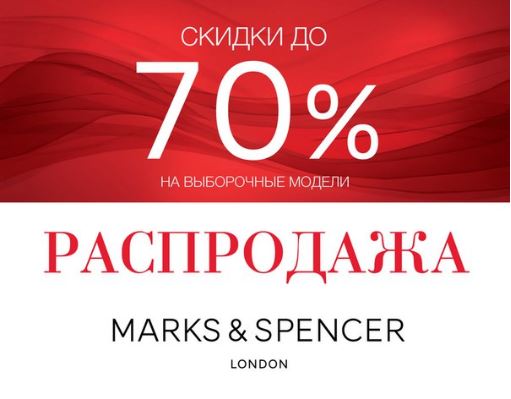 СКИДКИ ДО
70%
НА ВЫБОРОЧНЫЕ МОДЕЛИ
РАСПРОДАЖА
MARKS & SPENCER
LONDON